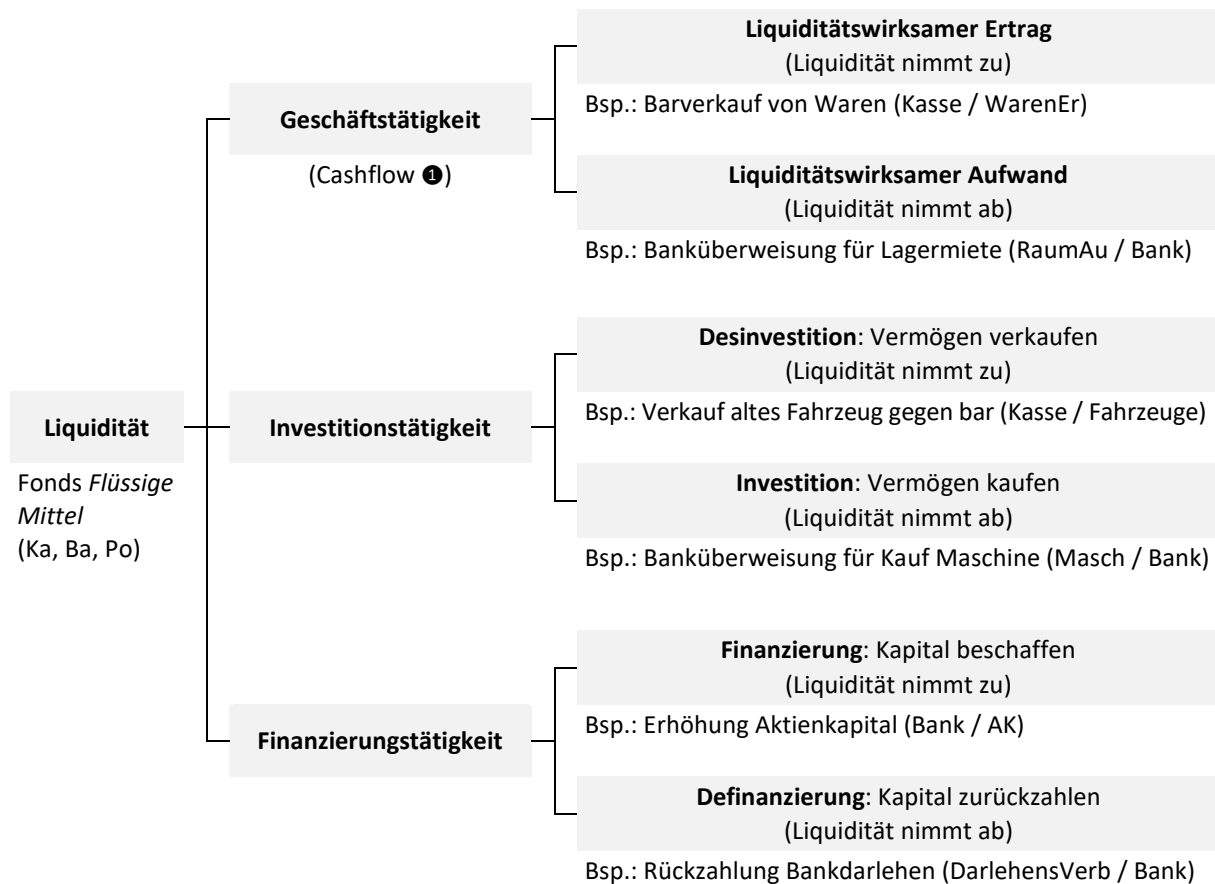 Liquidität
Fonds Flüssige
Mittel
(Ka, Ba, Po)
Geschäftstätigkeit
(Cashflow ❶)
Liquiditätswirksamer Ertrag
(Liquidität nimmt zu)
Bsp.: Barverkauf von Waren (Kasse / WarenEr)
Liquiditätswirksamer Aufwand
(Liquidität nimmt ab)
Bsp.: Banküberweisung für Lagermiete (RaumAu / Bank)
Investitionstätigkeit
Desinvestition: Vermögen verkaufen
(Liquidität nimmt zu)
Bsp.: Verkauf altes Fahrzeug gegen bar (Kasse / Fahrzeuge)
Investition: Vermögen kaufen
(Liquidität nimmt ab)
Bsp.: Banküberweisung für Kauf Maschine (Masch / Bank)
Finanzierungstätigkeit
Finanzierung: Kapital beschaffen
(Liquidität nimmt zu)
Bsp.: Erhöhung Aktienkapital (Bank / AK)
Definanzierung: Kapital zurückzahlen
(Liquidität nimmt ab)
Bsp.: Rückzahlung Bankdarlehen (DarlehensVerb / Bank)